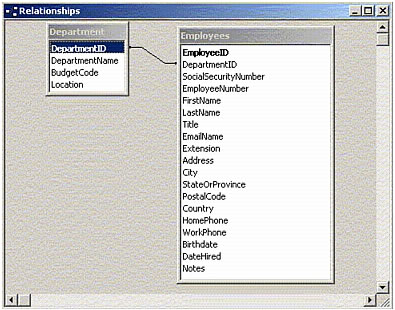 Relationships
Department
DepartmentID
DepartmentName
BudgetCode
Location
Employees
EmployeeID
DepartmentID
SocialSecurityNumber
EmployeeNumber
FirstName
LastName
Title
EmailName
Extension
Address
City
StateOrProvince
PostalCode
Country
HomePhone
WorkPhone
Birthdate
DateHired
Notes